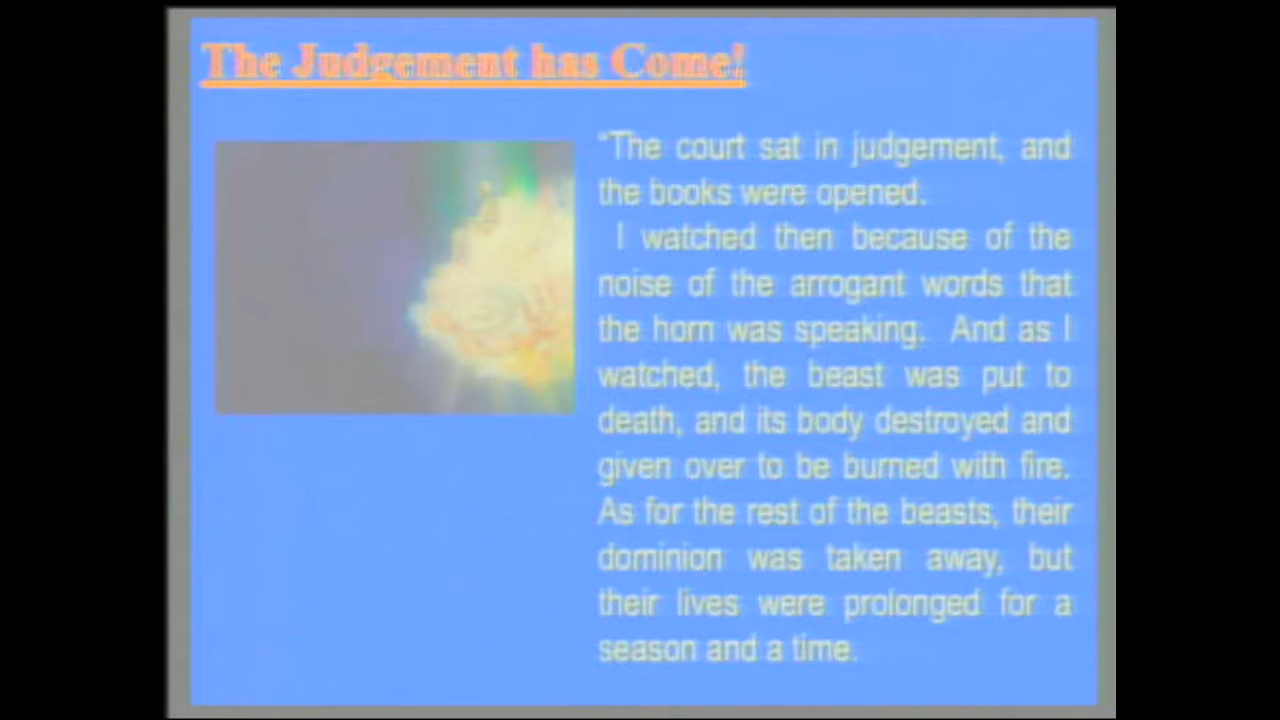 The Judgement has Come!
"The court sat in judgement, and
the books were opened.
I watched then because of the
noise of the arrogant words that
the horn was speaking. And as I
watched, the beast was put to
death, and its body destroyed and
given over to be burned with fire.
As for the rest of the beasts, their
dominion was taken away, but
their lives were prolonged for a
season and a time.